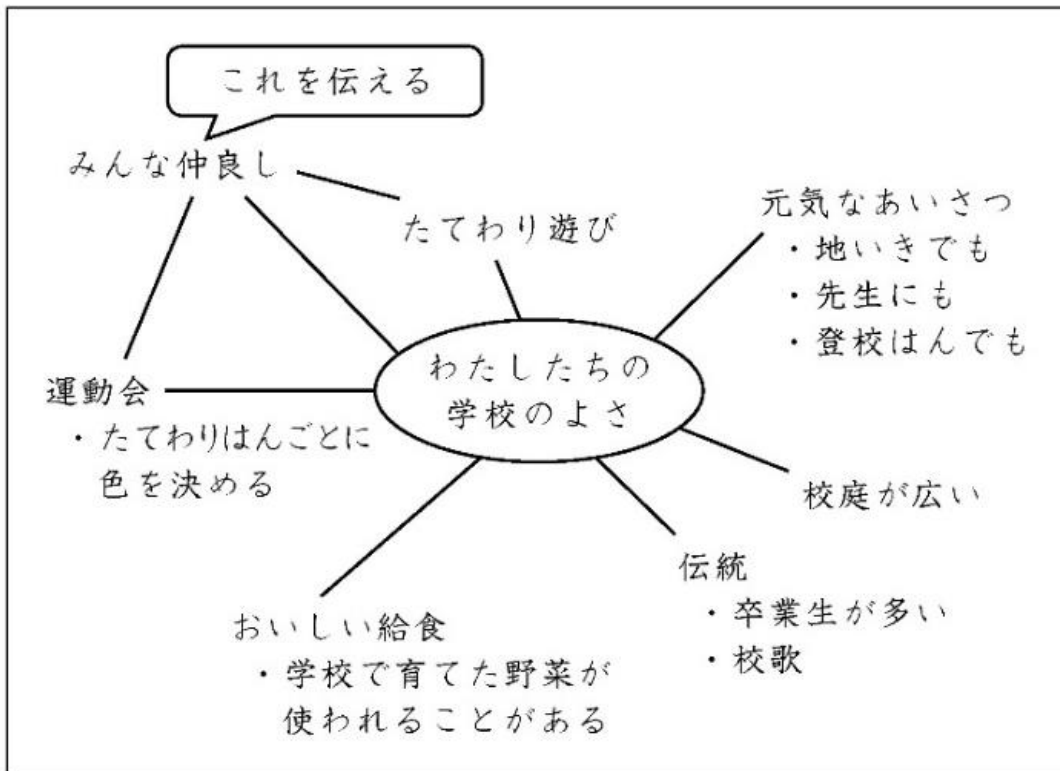 これを伝える
みんな仲良し
たてわり遊び
元気なあいさつ
・地いきでも
・先生にも
・登校はんでも
わたしたちの
学校のよさ
運動会
・たてわりはんごとに
色を決める
校庭が広い
伝統
・卒業生が多い
・校歌
おいしい給食
・学校で育てた野菜が
使われることがある